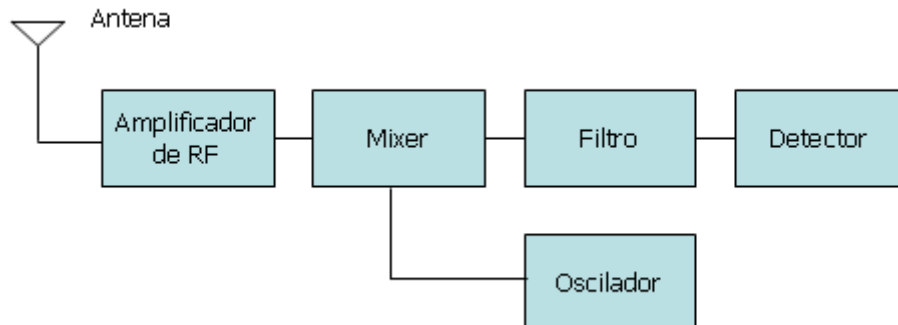 Antena
Amplificador
de RF
Mixer
Filtro
Detector
Oscilador